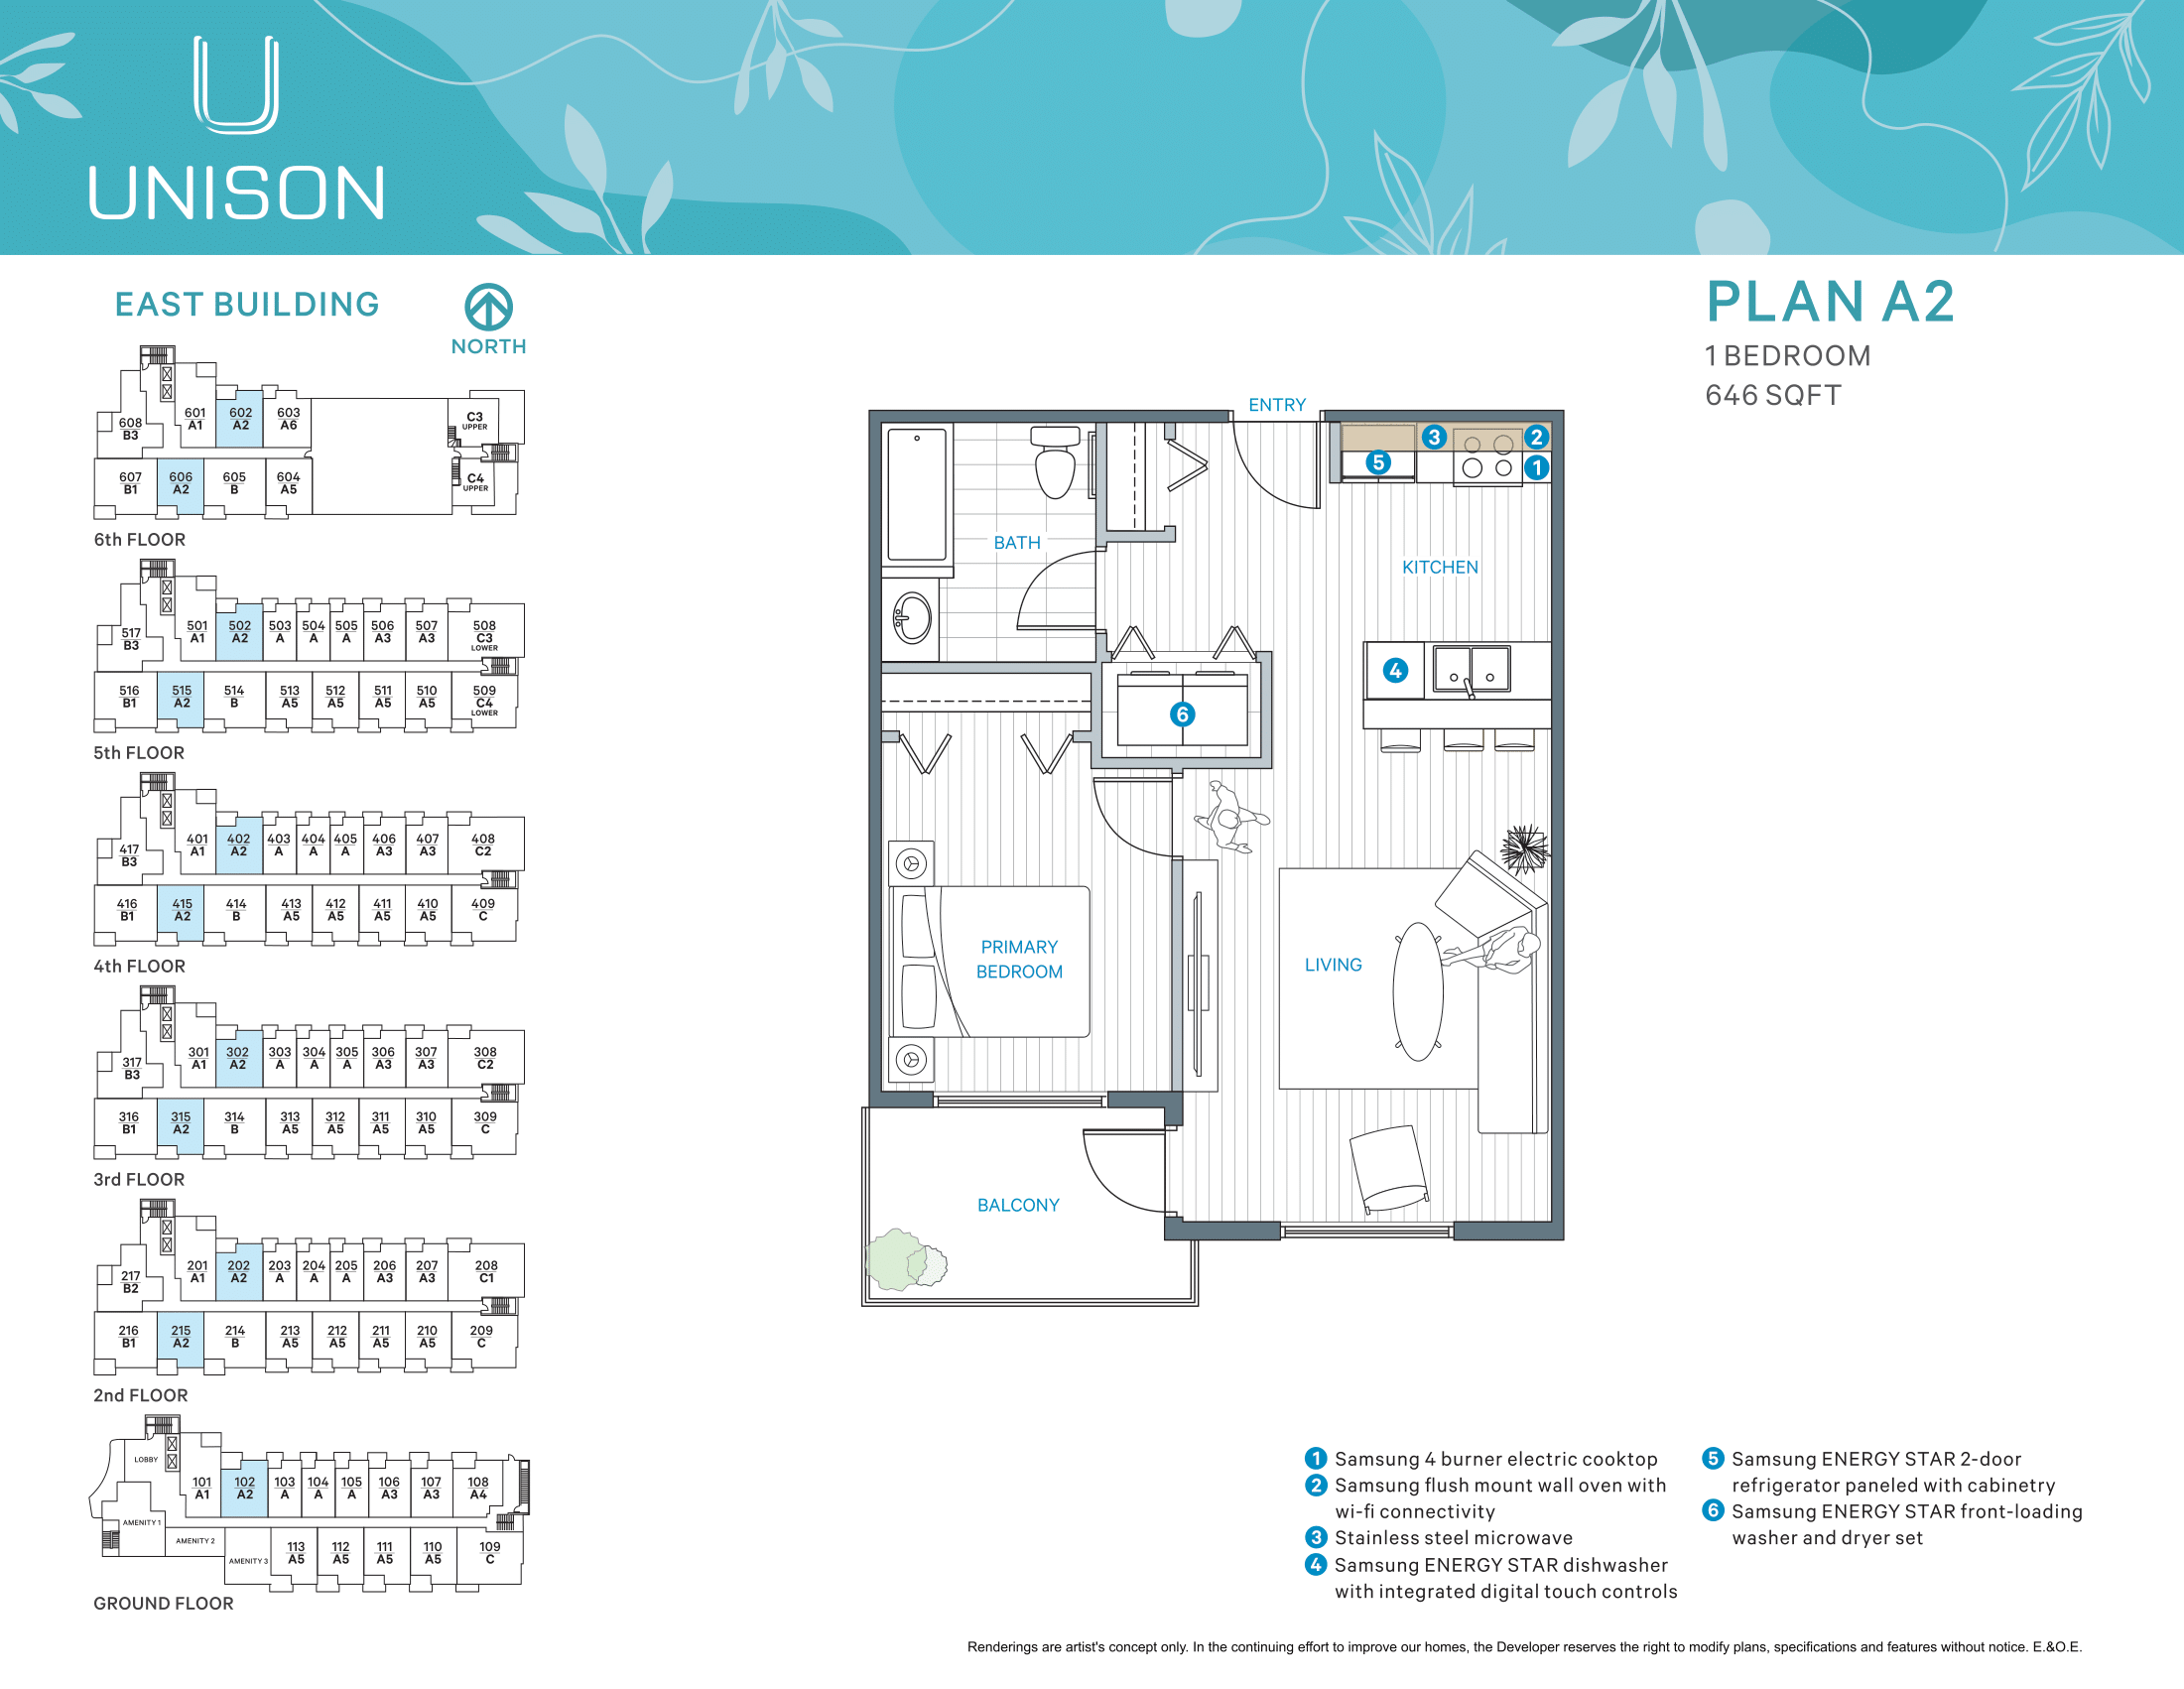 U
UNISON
EAST BUILDING
NORTH
PLAN A2
1 BEDROOM
646 SQFT
601 A1
602 A2
603 A6
608 B3
C3 UPPER
607 B1
606 A2
605 B
604 A5
C4 UPPER
6th FLOOR
517 B3
501 A1
502 A2
503 A
504 A
505 A
506 A3
507 A3
508 C3 LOWER
516 B1
515 A2
514 B
513 A5
512 A5
511 A5
510 A5
509 C4 LOWER
5th FLOOR
417 B3
401 A1
402 A2
403 A
404 A
405 A
406 A3
407 A3
408 C2
416 B1
415 A2
414 B
413 A5
412 A5
411 A5
410 A5
409 C
4th FLOOR
317 B3
301 A1
302 A2
303 A
304 A
305 A
306 A3
307 A3
308 C2
316 B1
315 A2
314 B
313 A5
312 A5
311 A5
310 A5
309 C
3rd FLOOR
217 B2
201 A1
202 A2
203 A
204 A
205 A
206 A3
207 A3
208 C1
216 B1
215 A2
214 B
213 A5
212 A5
211 A5
210 A5
209 C
2nd FLOOR
LOBBY
101 A1
102 A2
103 A
104 A
105 A
106 A3
107 A3
108 A4
AMENITY 1
AMENITY 2
AMENITY 3
113 A5
112 A5
111 A5
110 A5
109 C
GROUND FLOOR
ENTRY
3
2
5
1
BATH
KITCHEN
4
6
PRIMARY
BEDROOM
LIVING
BALCONY
1 Samsung 4 burner electric cooktop
2 Samsung flush mount wall oven with
wi-fi connectivity
3 Stainless steel microwave
4 Samsung ENERGY STAR dishwasher
with integrated digital touch controls
5 Samsung ENERGY STAR 2-door
refrigerator paneled with cabinetry
6 Samsung ENERGY STAR front-loading
washer and dryer set
Renderings are artist's concept only. In the continuing effort to improve our homes, the Developer reserves the right to modify plans, specifications and features without notice. E.&O.E.